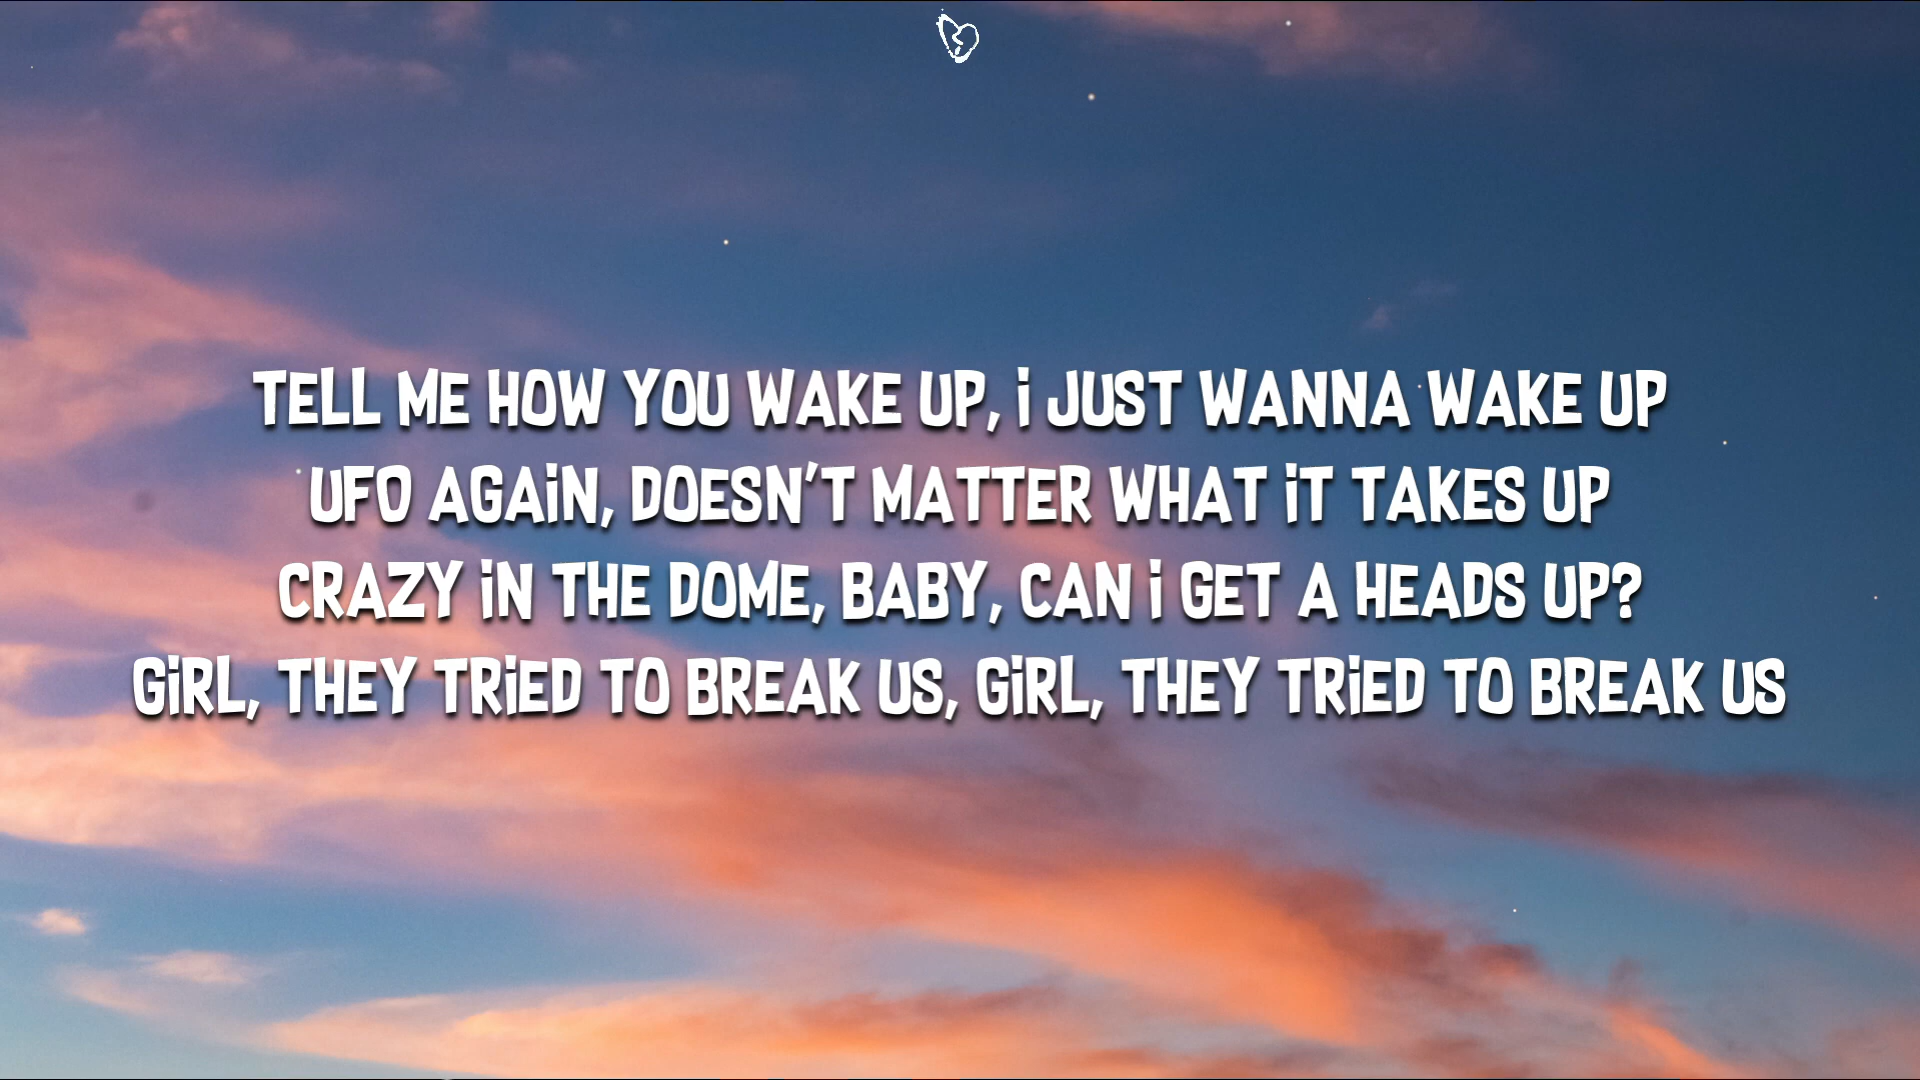 TELL ME HOW YOU WAKE UP, i JUST WANNA WAKE UP
UFO AGAiN, DOESN'T MATTER WHAT iT TAKES UP
CRAZY iN THE DOME, BABY, CAN i GET A HEADS UP?
GiRL, THEY TRiED TO BREAK US, GiRL, THEY TRiED TO BREAK US